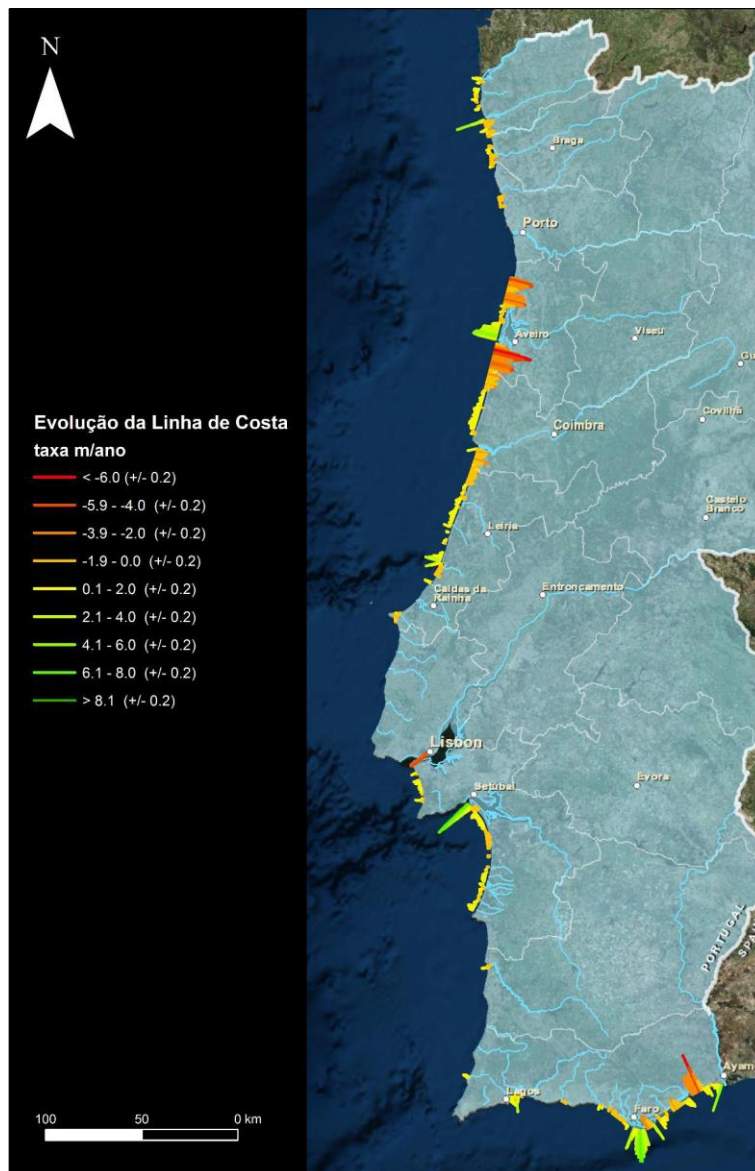 N
Braga
Porto
Aveiro
Viseu
Gu
Evolução da Linha de Costa
taxa m/ano
Coimbra
Covilhã
< -6.0 (+/- 0.2)
-5.9 - -4.0 (+/- 0.2)
-3.9 - -2.0 (+/- 0.2)
-1.9 - 0.0 (+/- 0.2)
0.1 - 2.0 (+/- 0.2)
2.1 - 4.0 (+/- 0.2)
4.1 - 6.0 (+/- 0.2)
6.1 - 8.0 (+/- 0.2)
> 8.1 (+/- 0.2)
Castelo
Branco
Leiria
Caldas da
Rainha
Entroncamento
Lisbon
Setubal
Evora
PORTUGAL
SPA
Lagos
Faro
Ayam
100 50 0 km